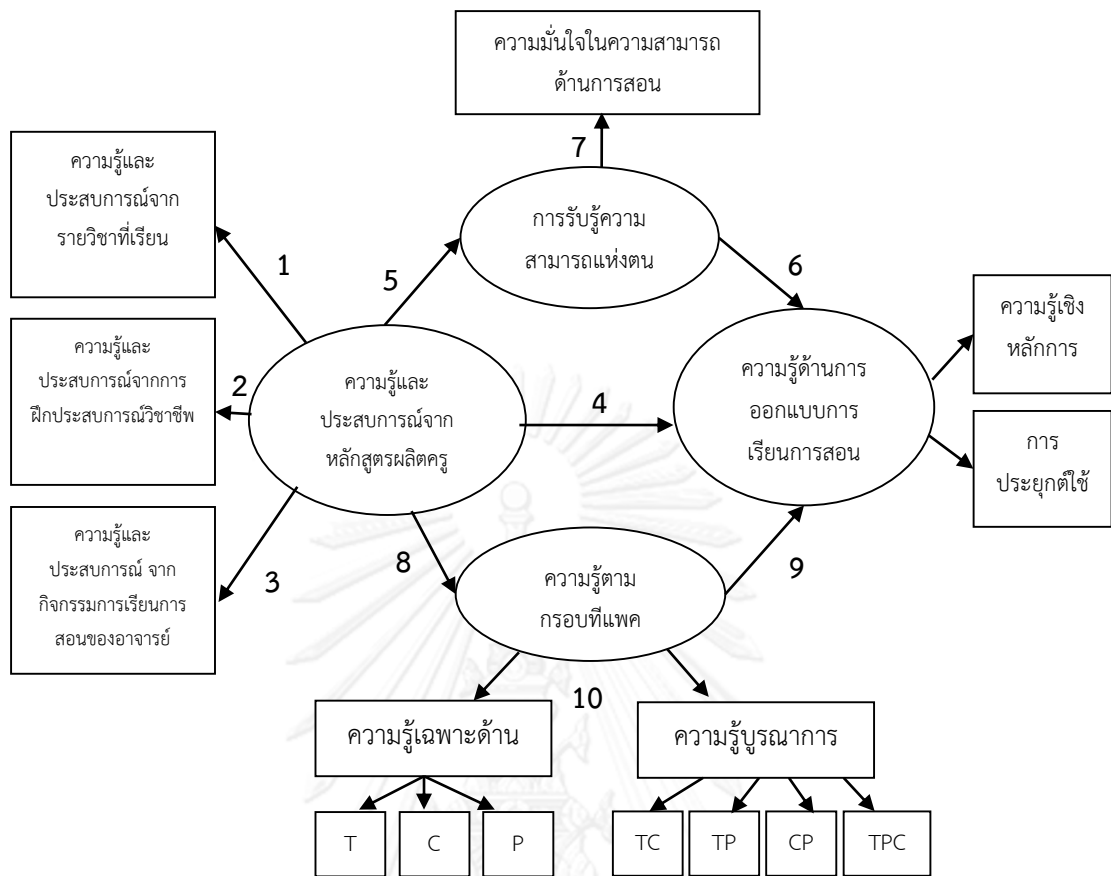 ความมั่นใจในความสามารถ
ด้านการสอน
7
ความรู้และ
ประสบการณ์จาก
รายวิชาที่เรียน
1
5
การรับรู้ความ
สามารถแห่งตน
6
ความรู้และ
ประสบการณ์จากการ
ฝึกประสบการณ์วิชาชีพ
2
ความรู้และ
ประสบการณ์จาก
หลักสูตรผลิตครู
4
ความรู้ด้านการ
ออกแบบการ
เรียนการสอน
ความรู้เชิง
หลักการ
การ
ประยุกต์ใช้
ความรู้และ
ประสบการณ์ จาก
กิจกรรมการเรียนการ
สอนของอาจารย์
3
8
ความรู้ตาม
กรอบทีแพค
9
10
ความรู้เฉพาะด้าน
ความรู้บูรณาการ
T
C
P
TC
TP
CP
TPC